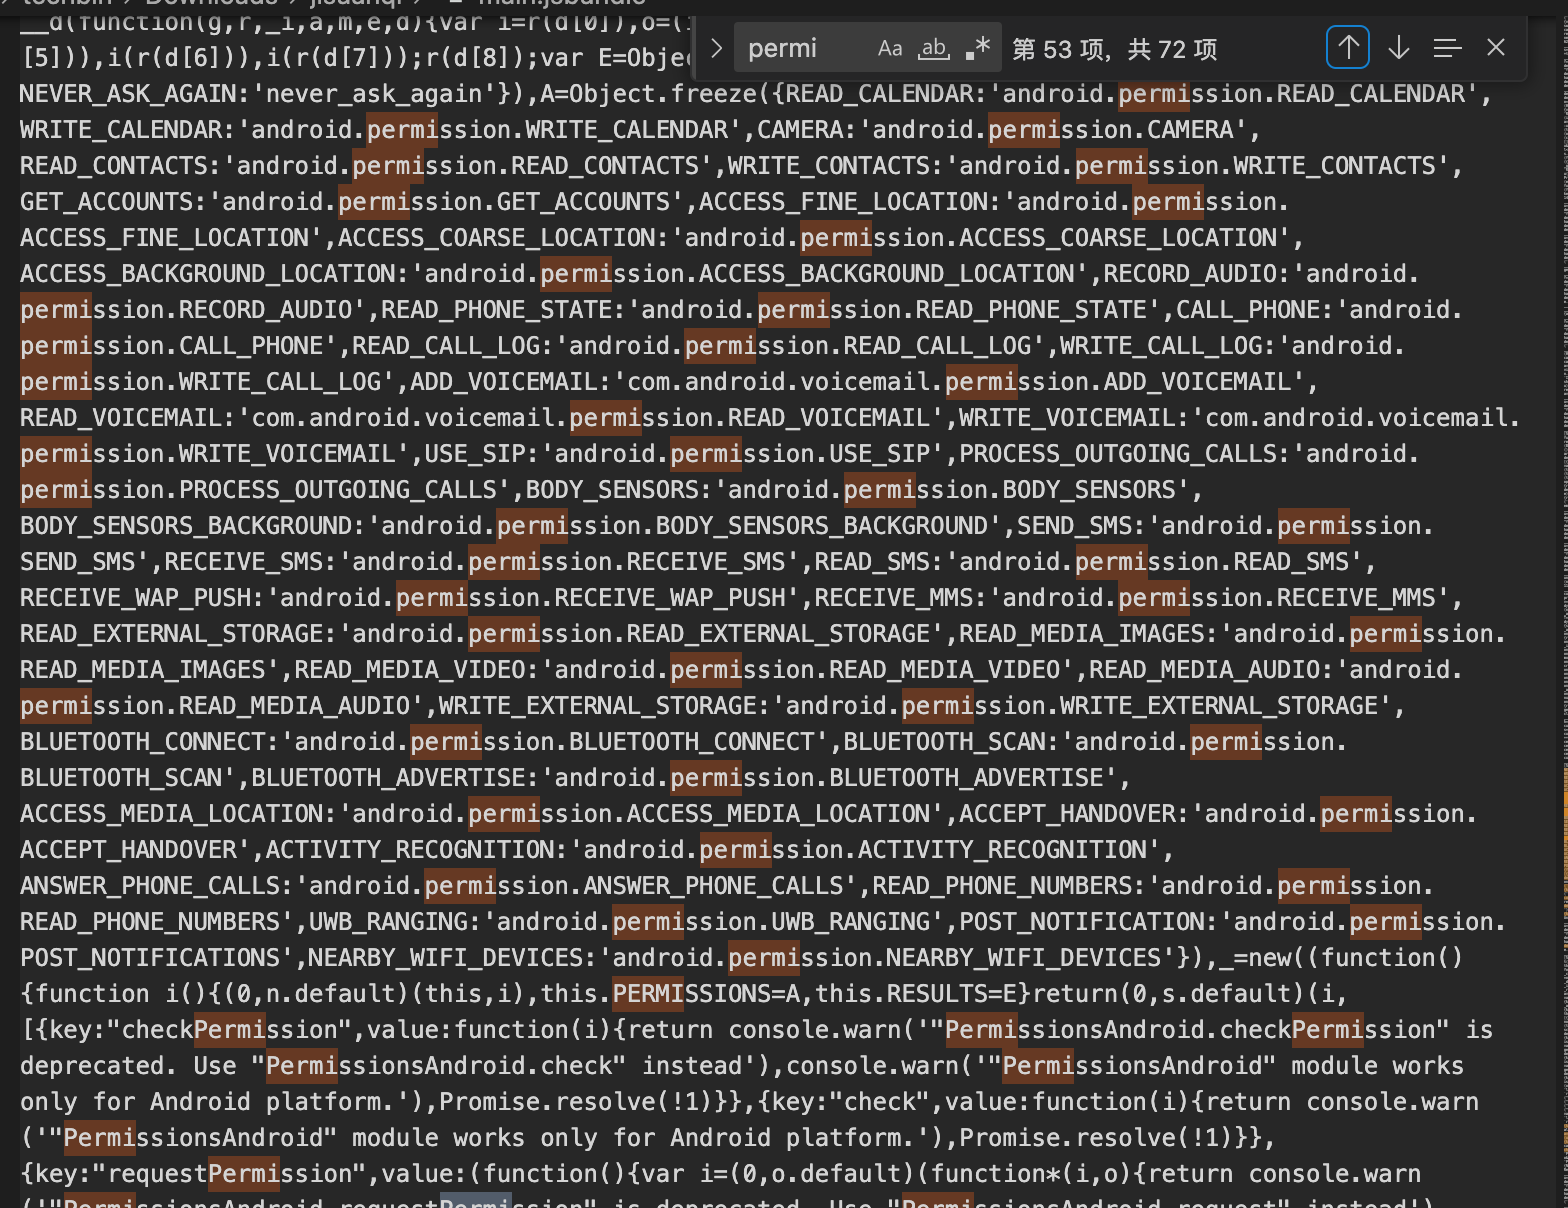 main.jsbundle
__d(function(g,r,_i,a,m,e,d){var i=r(d[0]),o=(
permi
Aa
ab
.*
第 53 项，共 72 项
[5])),i(r(d[6])),i(r(d[7]));r(d[8]);var E=Objec
NEVER_ASK_AGAIN:'never_ask_again'}),A=Object.freeze({READ_CALENDAR:'android.permission.READ_CALENDAR',
WRITE_CALENDAR:'android.permission.WRITE_CALENDAR',CAMERA:'android.permission.CAMERA',
READ_CONTACTS:'android.permission.READ_CONTACTS',WRITE_CONTACTS:'android.permission.WRITE_CONTACTS',
GET_ACCOUNTS:'android.permission.GET_ACCOUNTS',ACCESS_FINE_LOCATION:'android.permission.
ACCESS_FINE_LOCATION',ACCESS_COARSE_LOCATION:'android.permission.ACCESS_COARSE_LOCATION',
ACCESS_BACKGROUND_LOCATION:'android.permission.ACCESS_BACKGROUND_LOCATION',RECORD_AUDIO:'android.
permission.RECORD_AUDIO',READ_PHONE_STATE:'android.permission.READ_PHONE_STATE',CALL_PHONE:'android.
permission.CALL_PHONE',READ_CALL_LOG:'android.permission.READ_CALL_LOG',WRITE_CALL_LOG:'android.
permission.WRITE_CALL_LOG',ADD_VOICEMAIL:'com.android.voicemail.permission.ADD_VOICEMAIL',
READ_VOICEMAIL:'com.android.voicemail.permission.READ_VOICEMAIL',WRITE_VOICEMAIL:'com.android.voicemail.
permission.WRITE_VOICEMAIL',USE_SIP:'android.permission.USE_SIP',PROCESS_OUTGOING_CALLS:'android.
permission.PROCESS_OUTGOING_CALLS',BODY_SENSORS:'android.permission.BODY_SENSORS',
BODY_SENSORS_BACKGROUND:'android.permission.BODY_SENSORS_BACKGROUND',SEND_SMS:'android.permission.
SEND_SMS',RECEIVE_SMS:'android.permission.RECEIVE_SMS',READ_SMS:'android.permission.READ_SMS',
RECEIVE_WAP_PUSH:'android.permission.RECEIVE_WAP_PUSH',RECEIVE_MMS:'android.permission.RECEIVE_MMS',
READ_EXTERNAL_STORAGE:'android.permission.READ_EXTERNAL_STORAGE',READ_MEDIA_IMAGES:'android.permission.
READ_MEDIA_IMAGES',READ_MEDIA_VIDEO:'android.permission.READ_MEDIA_VIDEO',READ_MEDIA_AUDIO:'android.
permission.READ_MEDIA_AUDIO',WRITE_EXTERNAL_STORAGE:'android.permission.WRITE_EXTERNAL_STORAGE',
BLUETOOTH_CONNECT:'android.permission.BLUETOOTH_CONNECT',BLUETOOTH_SCAN:'android.permission.
BLUETOOTH_SCAN',BLUETOOTH_ADVERTISE:'android.permission.BLUETOOTH_ADVERTISE',
ACCESS_MEDIA_LOCATION:'android.permission.ACCESS_MEDIA_LOCATION',ACCEPT_HANDOVER:'android.permission.
ACCEPT_HANDOVER',ACTIVITY_RECOGNITION:'android.permission.ACTIVITY_RECOGNITION',
ANSWER_PHONE_CALLS:'android.permission.ANSWER_PHONE_CALLS',READ_PHONE_NUMBERS:'android.permission.
READ_PHONE_NUMBERS',UWB_RANGING:'android.permission.UWB_RANGING',POST_NOTIFICATION:'android.permission.
POST_NOTIFICATIONS',NEARBY_WIFI_DEVICES:'android.permission.NEARBY_WIFI_DEVICES'}),_=new((function()
{function i(){(0,n.default)(this,i),this.PERMISSIONS=A,this.RESULTS=E}return(0,s.default)(i,
[{key:"checkPermission",value:function(i){return console.warn('"PermissionsAndroid.checkPermission" is
deprecated. Use "PermissionsAndroid.check" instead'),console.warn('"PermissionsAndroid" module works
only for Android platform.'),Promise.resolve(!1)}},{key:"check",value:function(i){return console.warn
('"PermissionsAndroid" module works only for Android platform.'),Promise.resolve(!1)}},
{key:"requestPermission",value:(function(){var i=(0,o.default)(function*(i,o){return console.warn
('"PermissionsAndroid.requestPermission" is deprecated. Use "PermissionsAndroid.request" instead')